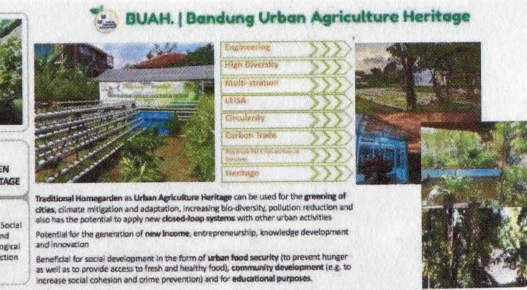 BUAH. | Bandung Urban Agriculture Heritage
Engineering
High Diversity
Multi-stratum
LEISA
Circularity
Carbon Trade
Heritage
Traditional Homegarden as Urban Agriculture Heritage can be used for the greening of
cities, climate mitigation and adaptation, increasing bio-diversity, pollution reduction and
also has the potential to apply new closed-loop systems with other urban activities
Potential for the generation of new income, entrepreneurship, knowledge development
and innovation
Beneficial for social development in the form of urban food security (to prevent hunger
as well as to provide access to fresh and healthy food), community development (e.g. to
increase social cohesion and crime prevention) and for educational purposes.
EN
TAGE
Social
nd
ogical
ction